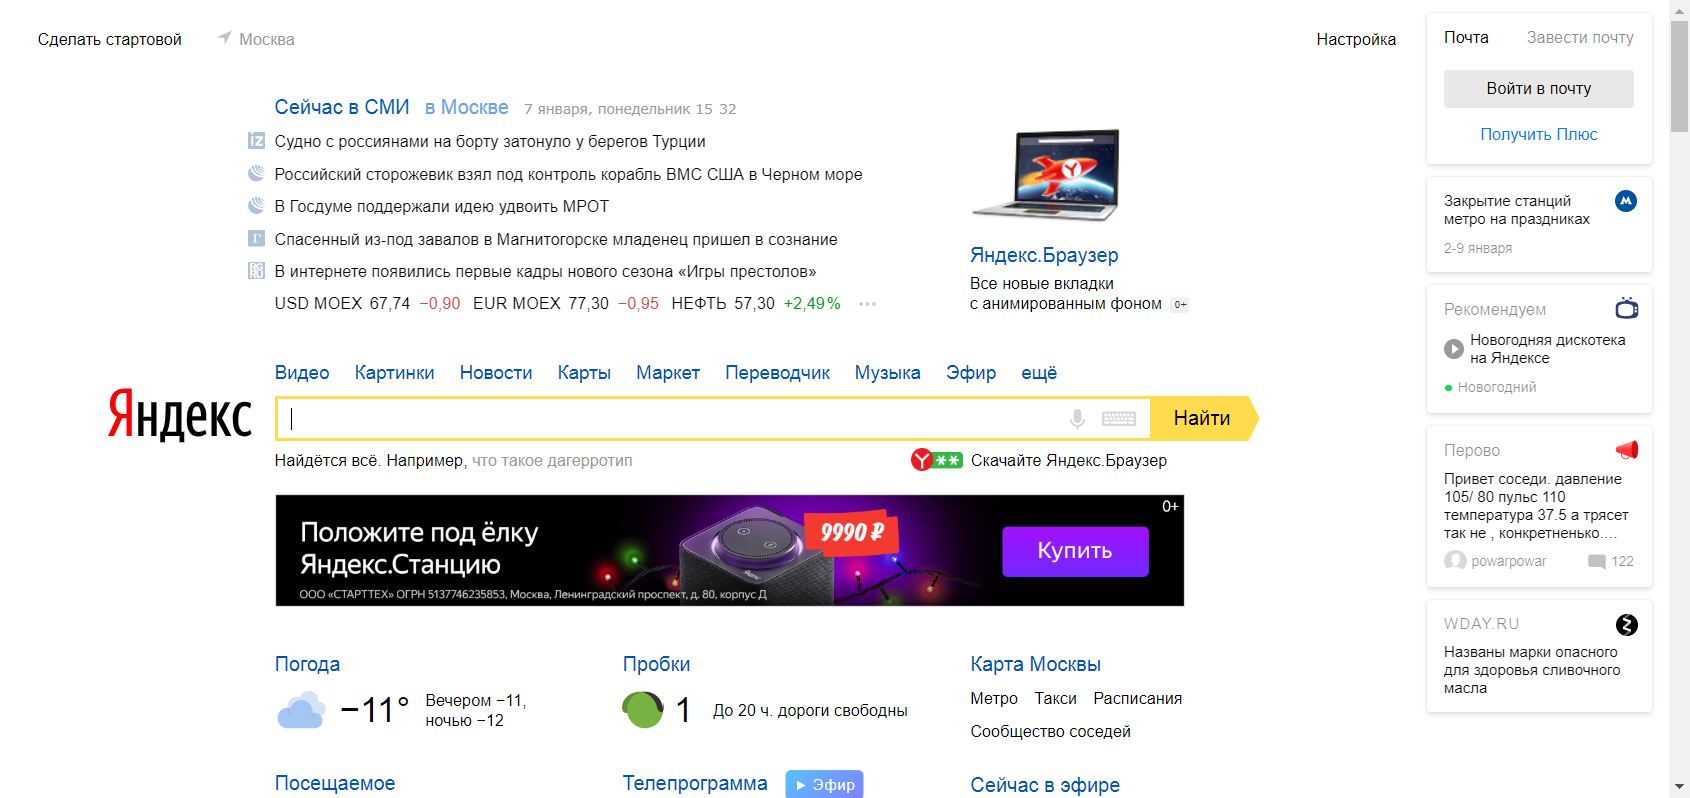 Сделать стартовой
Москва
Настройка
Почта
Завести почту
Войти в почту
Получить Плюс
Сейчас в СМИ в Москве 7 января, понедельник 15 32
iz Судно с россиянами на борту затонуло у берегов Турции
Российский сторожевик взял под контроль корабль ВМС США в Черном море
В Госдуме поддержали идею удвоить МРОТ
Г Спасенный из-под завалов в Магнитогорске младенец пришел в сознание
В интернете появились первые кадры нового сезона «Игры престолов»
USD MOEX 67,74 −0,90 EUR MOEX 77,30 −0,95 НЕФТЬ 57,30 +2,49%
Яндекс.Браузер
Все новые вкладки
с анимированным фоном 0+
Закрытие станций
метро на праздниках
2-9 января
Рекомендуем
Новогодняя дискотека
на Яндексе
Новогодний
Видео Картинки Новости Карты Маркет Переводчик Музыка Эфир ещё
Яндекс
Найти
Найдётся всё. Например, что такое дагерротип
Скачайте Яндекс.Браузер
Перово
Привет соседи. давление
105/ 80 пульс 110
температура 37.5 а трясет
так не , конкретненько....
powarpowar 122
Положите под ёлку
Яндекс.Станцию
9990 ₽
Купить
0+
ООО «СТАРТТЕХ» ОГРН 5137746235853, Москва, Ленинградский проспект, д. 80, корпус Д
WDAY.RU
Названы марки опасного
для здоровья сливочного
масла
Погода
−11°
Вечером −11,
ночью −12
Пробки
1
До 20 ч. дороги свободны
Карта Москвы
Метро Такси Расписания
Сообщество соседей
Посещаемое
Телепрограмма
Эфир
Сейчас в эфире